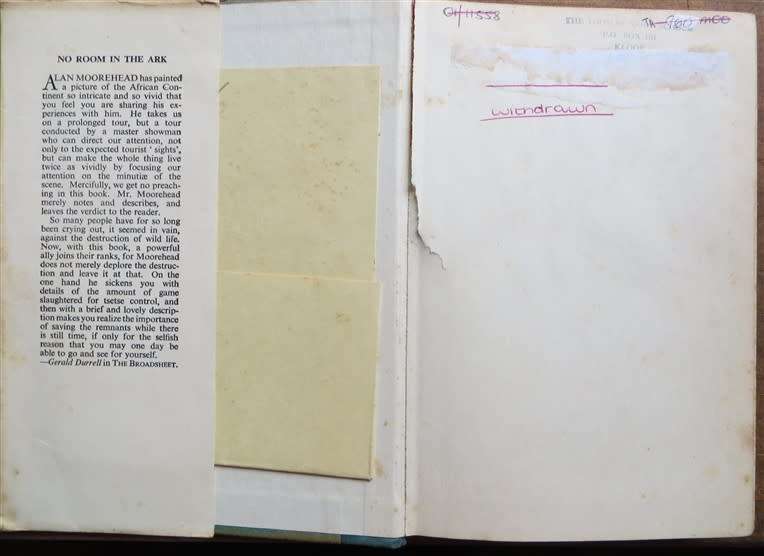 NO ROOM IN THE ARK
ALAN MOOREHEAD has painted
a picture of the African Con-
tinent so intricate and so vivid that
you feel you are sharing his ex-
periences with him. He takes us
on a prolonged tour, but a tour
conducted by a master showman
who can direct our attention, not
only to the expected tourist ' sights',
but can make the whole thing live
twice as vividly by focusing our
attention on the minutiæ of the
scene. Mercifully, we get no preach-
ing in this book. Mr. Moorehead
merely notes and describes, and
leaves the verdict to the reader.
So many people have for so long
been crying out, it seemed in vain,
against the destruction of wild life.
Now, with this book, a powerful
ally joins their ranks, for Moorehead
does not merely deplore the destruc-
tion and leave it at that. On the
one hand he sickens you with
details of the amount of game
slaughtered for tsetse control, and
then with a brief and lovely descrip-
tion makes you realize the importance
of saving the remnants while there
is still time, if only for the selfish
reason that you may one day be
able to go and see for yourself.
—Gerald Durrell in THE BROADSHEET.
01/11558
THE
P.O. BOX
KLOOF
withdrawn